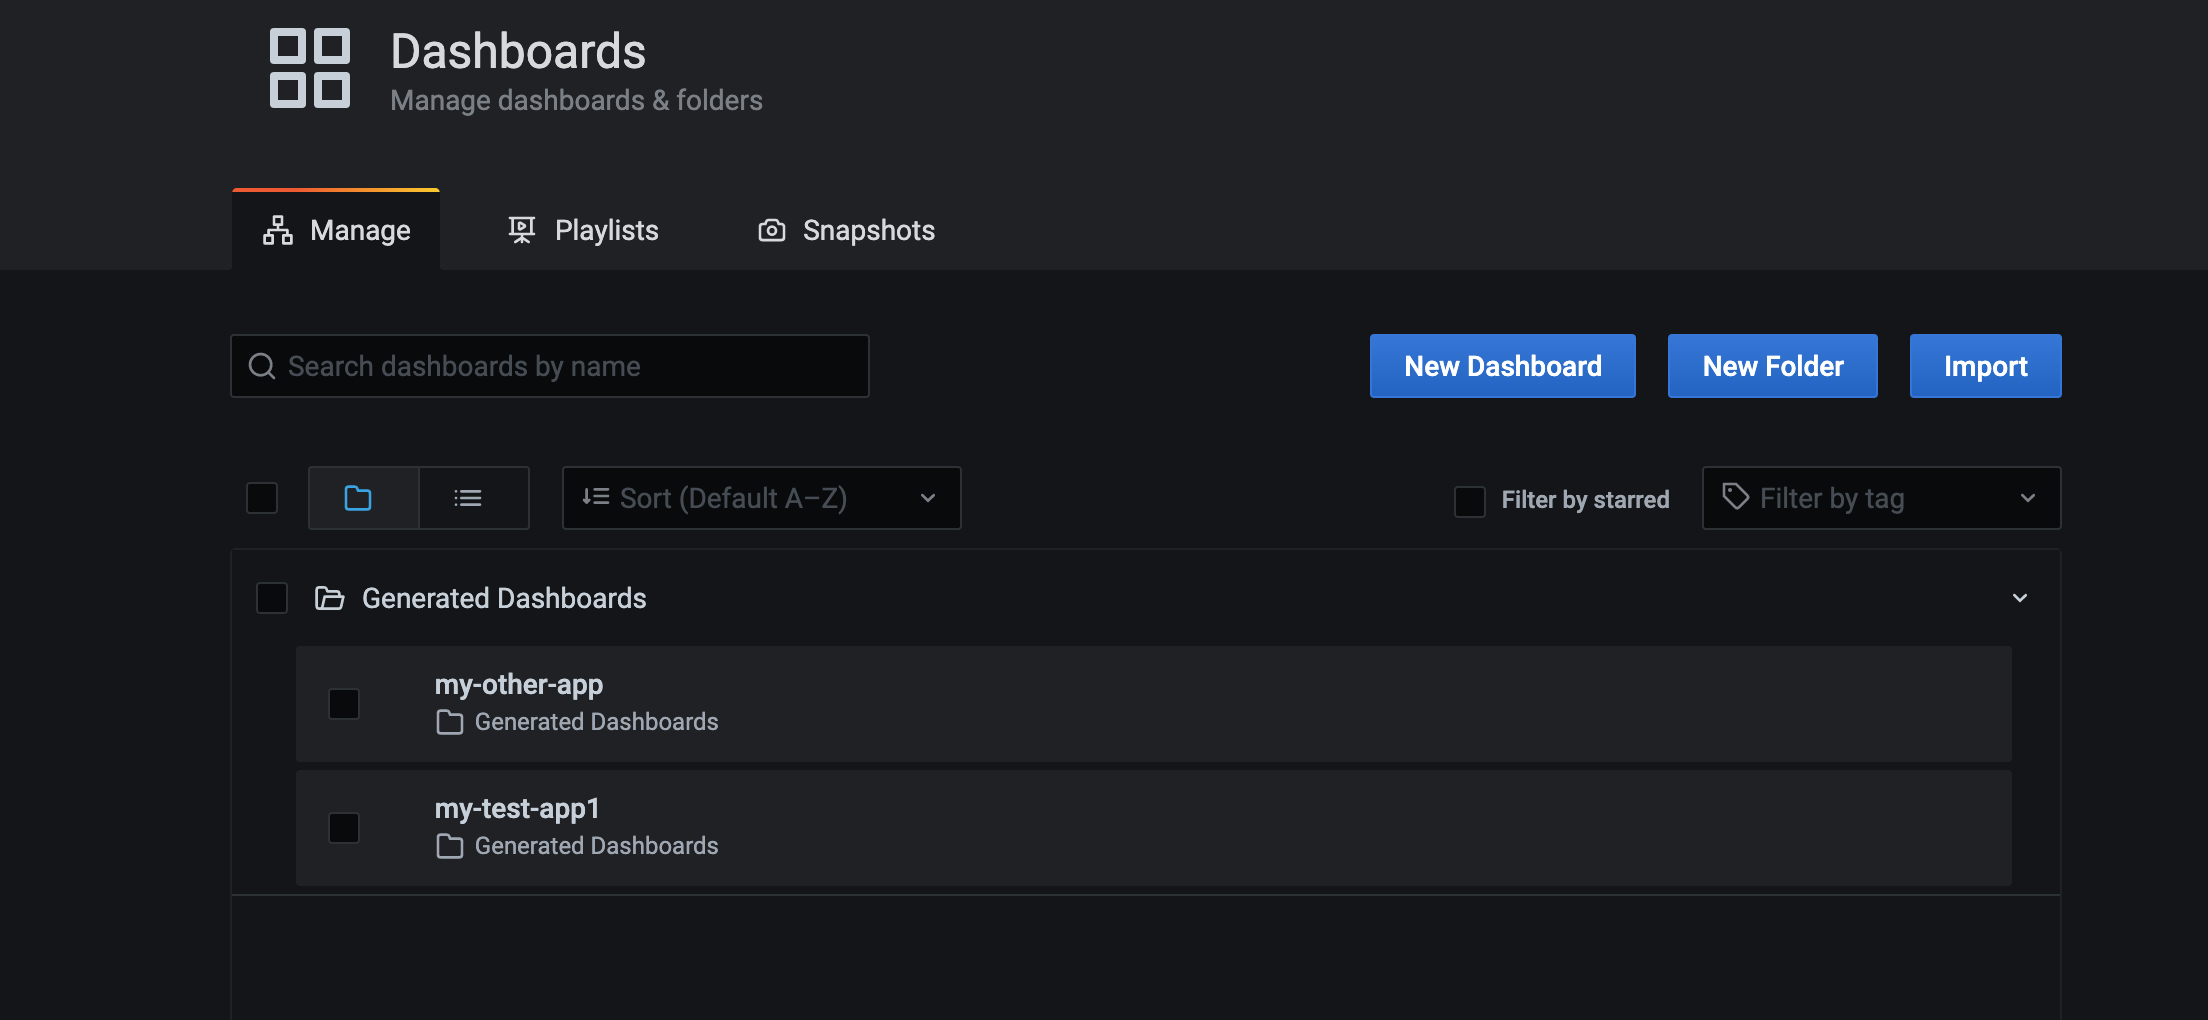 Dashboards
Manage dashboards & folders
Manage
Playlists
Snapshots
Search dashboards by name
New Dashboard
New Folder
Import
Sort (Default A–Z)
Filter by starred
Filter by tag
Generated Dashboards
my-other-app
Generated Dashboards
my-test-app1
Generated Dashboards